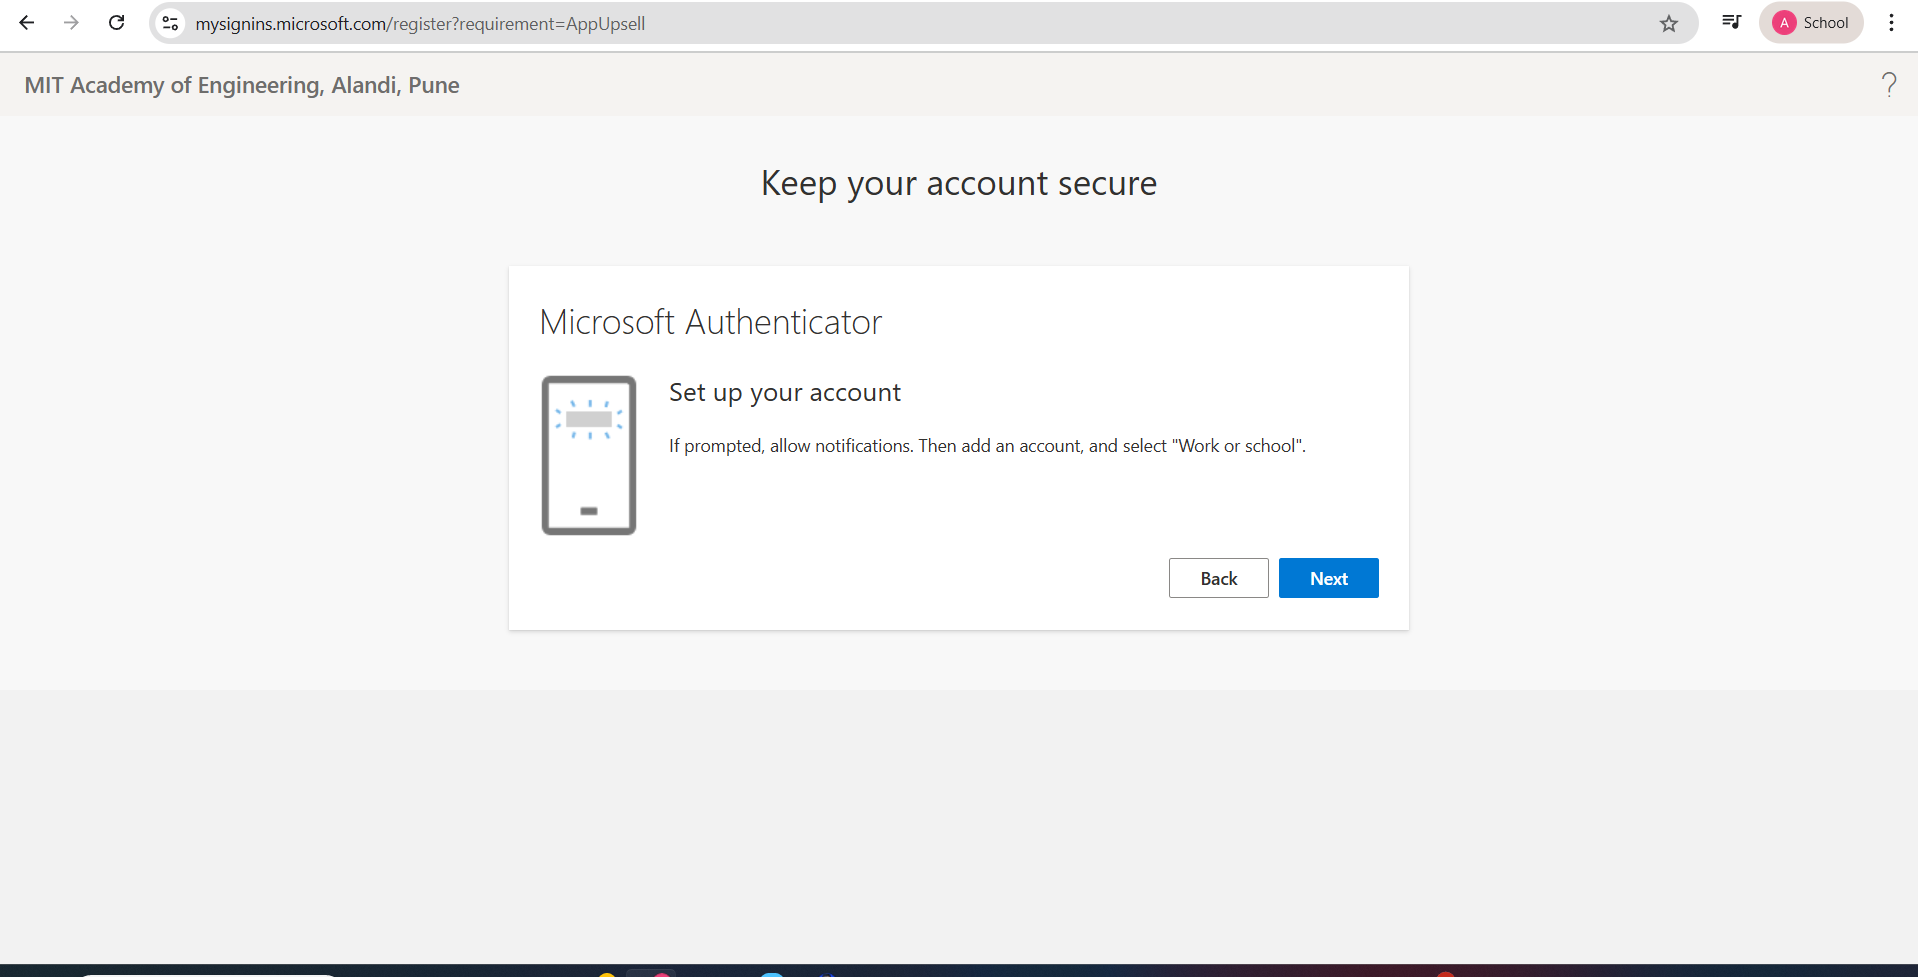 mysignins.microsoft.com/register?requirement=AppUpsell
A School
MIT Academy of Engineering, Alandi, Pune
?
Keep your account secure
Microsoft Authenticator
Set up your account
If prompted, allow notifications. Then add an account, and select "Work or school".
Back Next